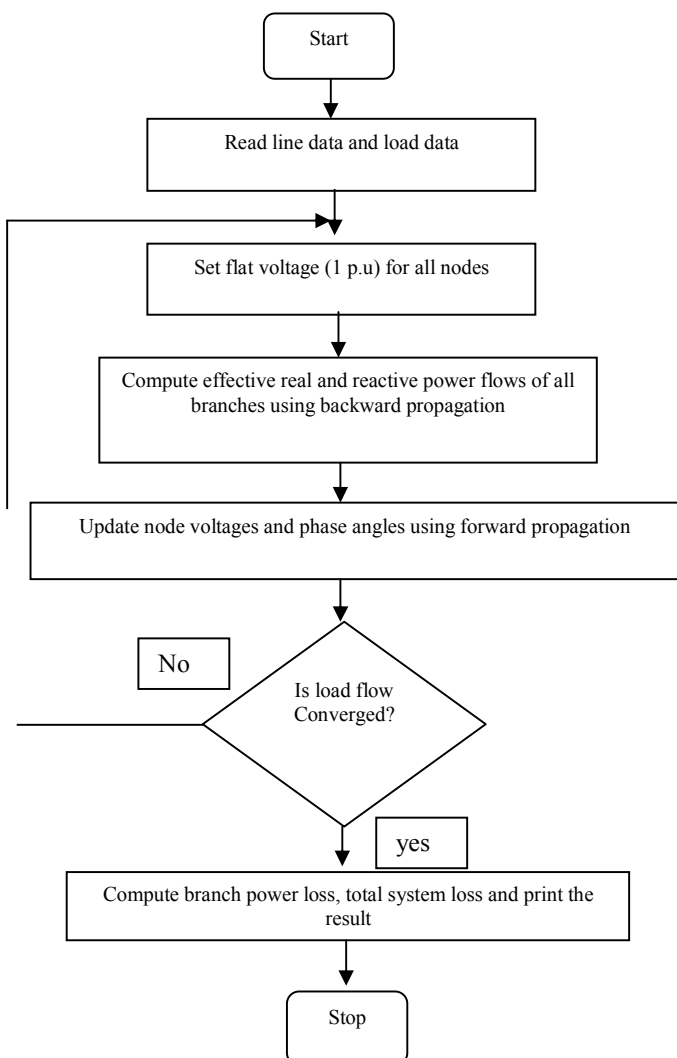 Start
Read line data and load data
Set flat voltage (1 p.u) for all nodes
Compute effective real and reactive power flows of all
branches using backward propagation
Update node voltages and phase angles using forward propagation
No
Is load flow
Converged?
yes
Compute branch power loss, total system loss and print the
result
Stop